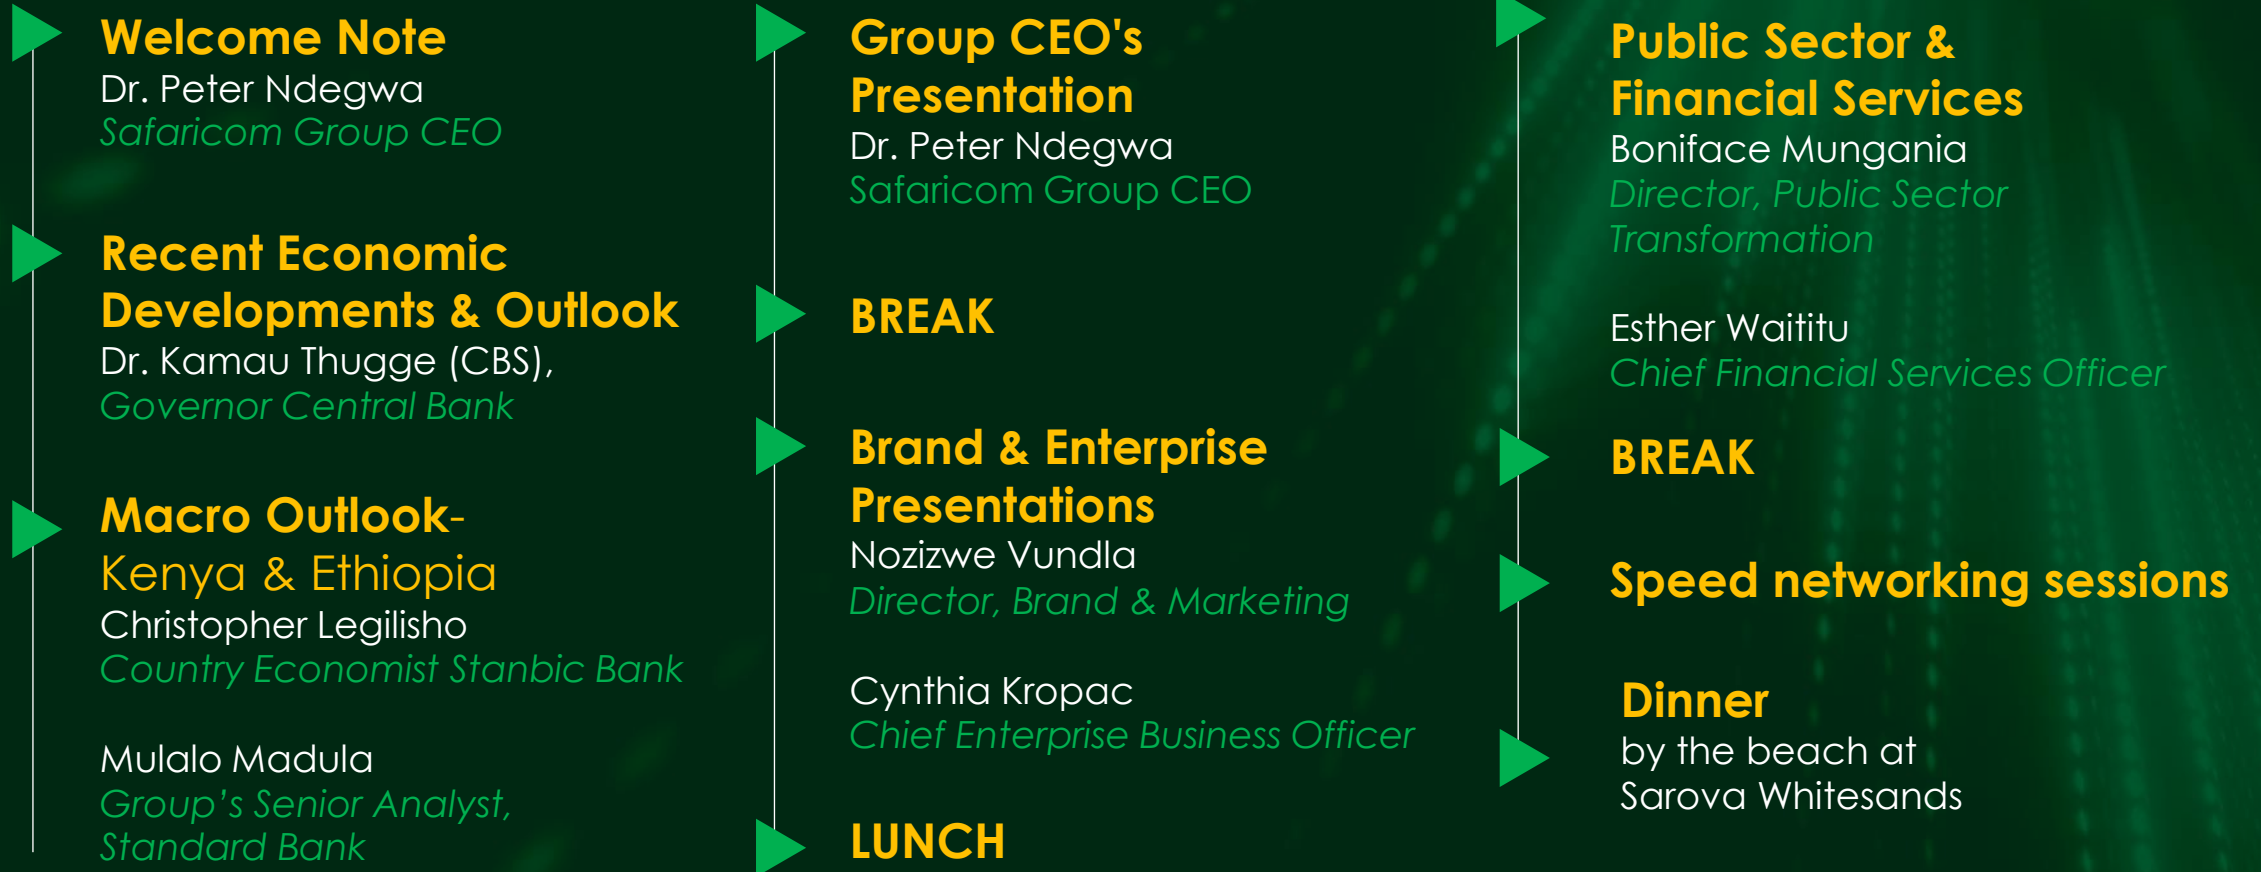 Welcome Note
Dr. Peter Ndegwa
Safaricom Group CEO
Recent Economic
Developments & Outlook
Dr. Kamau Thugge (CBS),
Governor Central Bank
Macro Outlook-
Kenya & Ethiopia
Christopher Legilisho
Country Economist Stanbic Bank
Mulalo Madula
Group’s Senior Analyst,
Standard Bank
Group CEO's
Presentation
Dr. Peter Ndegwa
Safaricom Group CEO
BREAK
Brand & Enterprise
Presentations
Nozizwe Vundla
Director, Brand & Marketing
Cynthia Kropac
Chief Enterprise Business Officer
LUNCH
Public Sector &
Financial Services
Boniface Mungania
Director, Public Sector
Transformation
Esther Waititu
Chief Financial Services Officer
BREAK
Speed networking sessions
Dinner
by the beach at
Sarova Whitesands